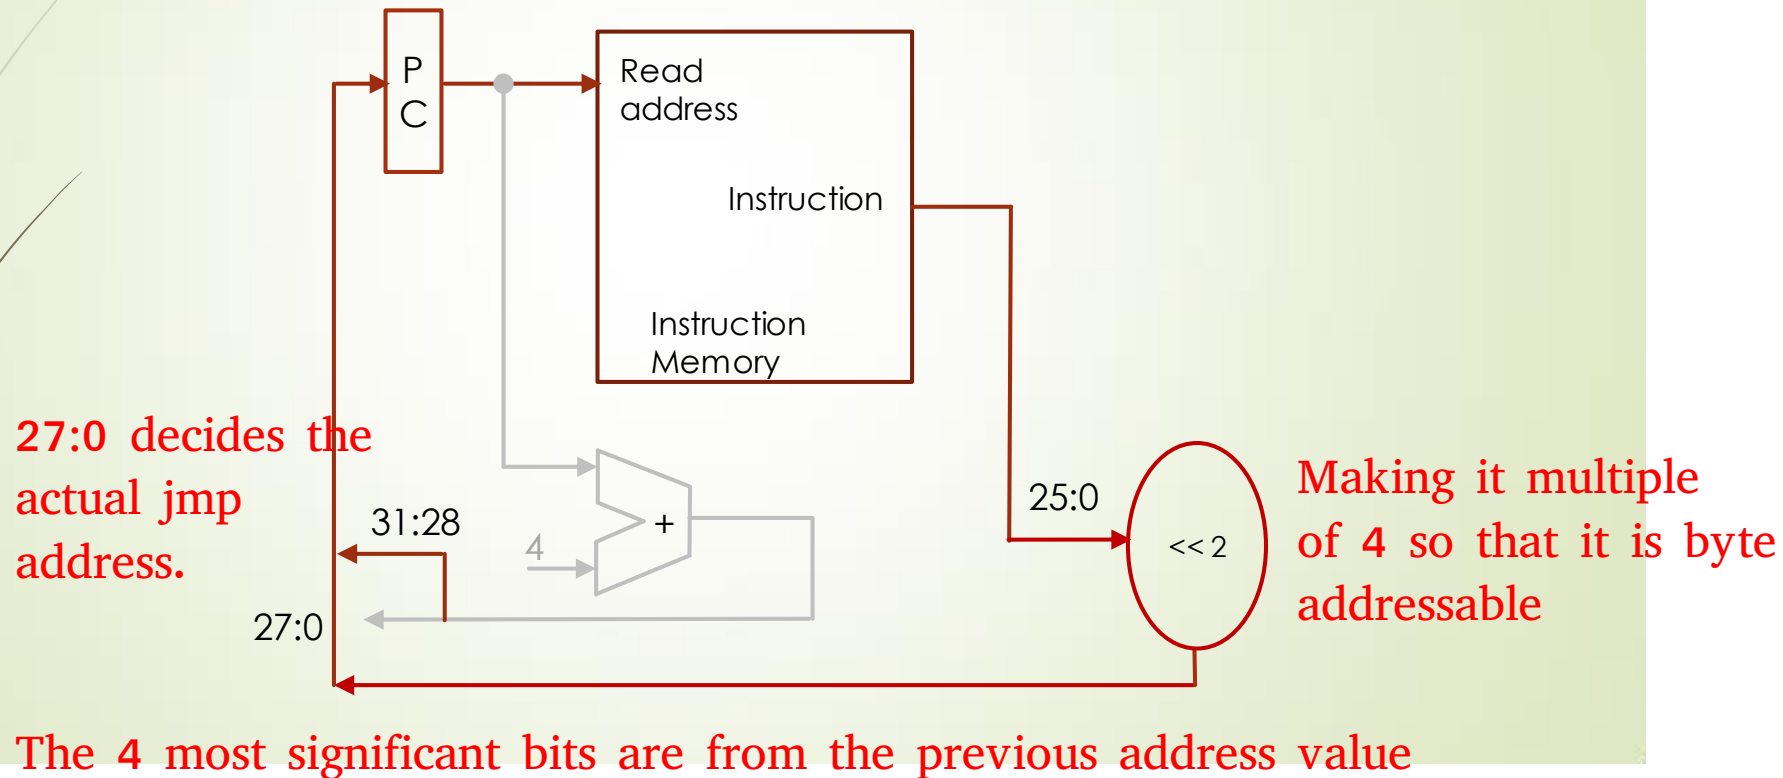 P
C
Read
address
Instruction
Instruction
Memory
27:0 decides the
actual jmp
address.
31:28
4
+
25:0
<< 2
Making it multiple
of 4 so that it is byte
addressable
27:0
The 4 most significant bits are from the previous address value